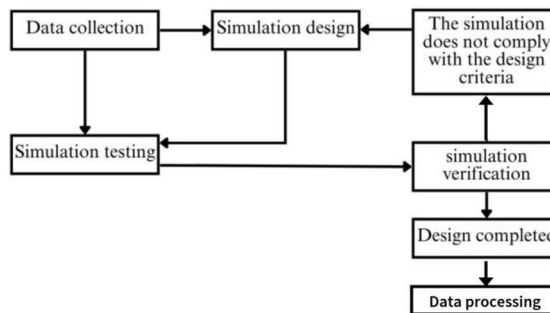 Data collection
Simulation design
The simulation
does not comply
with the design
criteria
Simulation testing
simulation
verification
Design completed
Data processing